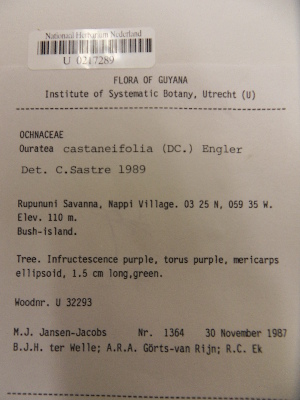 Nationaal Herbarium Nederland
U 0217289
FLORA OF GUYANA
Institute of Systematic Botany, Utrecht (U)
OCHNACEAE
Ouratea castaneifolia (DC.) Engler
Det. C.Sastre 1989
Rupununi Savanna, Nappi Village. 03 25 N, 059 35 W.
Elev. 110 m.
Bush-island.
Tree. Infructescence purple, torus purple, mericarps
ellipsoid, 1.5 cm long,green.
Woodnr. U 32293
M.J. Jansen-Jacobs Nr. 1364 30 November 1987
B.J.H. ter Welle; A.R.A. Görts-van Rijn; R.C. Ek